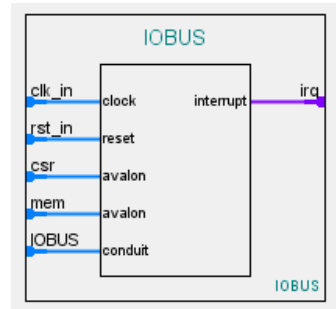 IOBUS
clk_in
clock
interrupt
irq
rst_in
reset
csr
avalon
mem
avalon
IOBUS
conduit
IOBUS